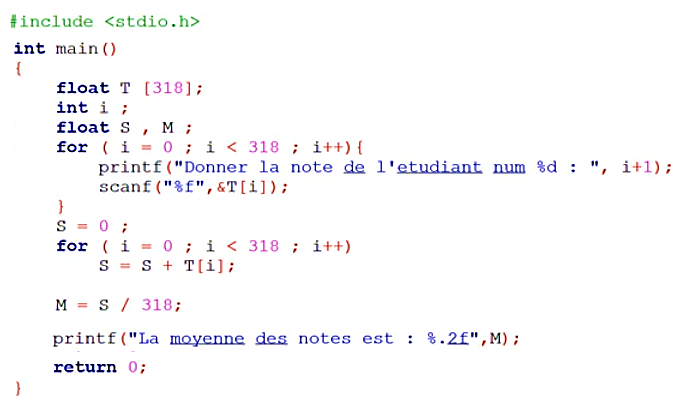 #include <stdio.h>
int main()
{
float T [318];
int i ;
float S , M ;
for ( i = 0 ; i < 318 ; i++){
printf("Donner la note de l'etudiant num %d : ", i+1);
scanf("%f",&T[i]);
}
S = 0 ;
for ( i = 0 ; i < 318 ; i++)
S = S + T[i];
M = S / 318;
printf("La moyenne des notes est : %.2f",M);
return 0;
}